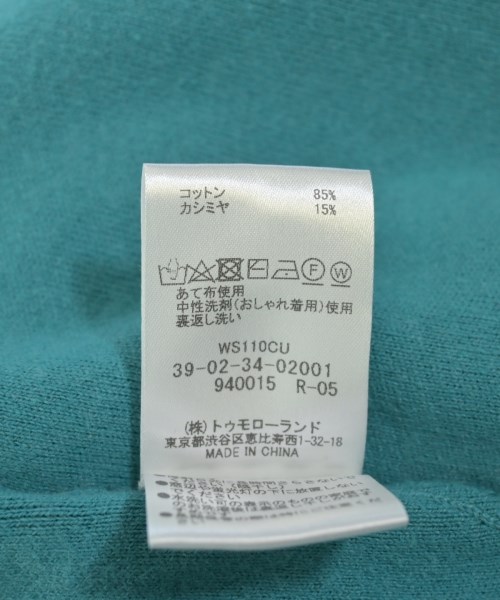 コットン 85%
カシミヤ 15%
F W
あて布使用
中性洗剤(おしゃれ着用)使用
裏返し洗い
WS110CU
39-02-34-02001
940015 R-05
(株)トゥモローランド
東京都渋谷区恵比寿西1-32-18
MADE IN CHINA